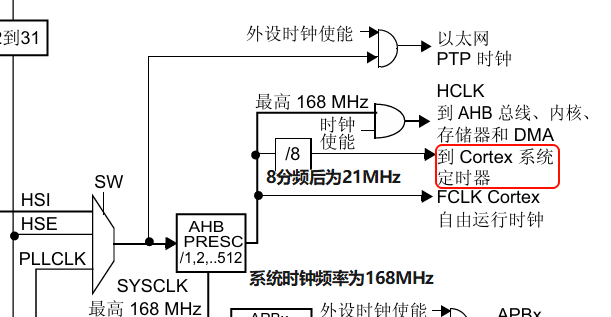 外设时钟使能
以太网
PTP 时钟
2到31
HCLK
到 AHB 总线、内核、
存储器和 DMA
最高 168 MHz
时钟
使能
/8
到 Cortex 系统
定时器
8分频后为21MHz
SW
HSI
HSE
PLLCLK
FCLK Cortex
自由运行时钟
AHB
PRESC
/1,2,..512
SYSCLK
最高 168 MHz
系统时钟频率为168MHz
外设时钟使能
APBx